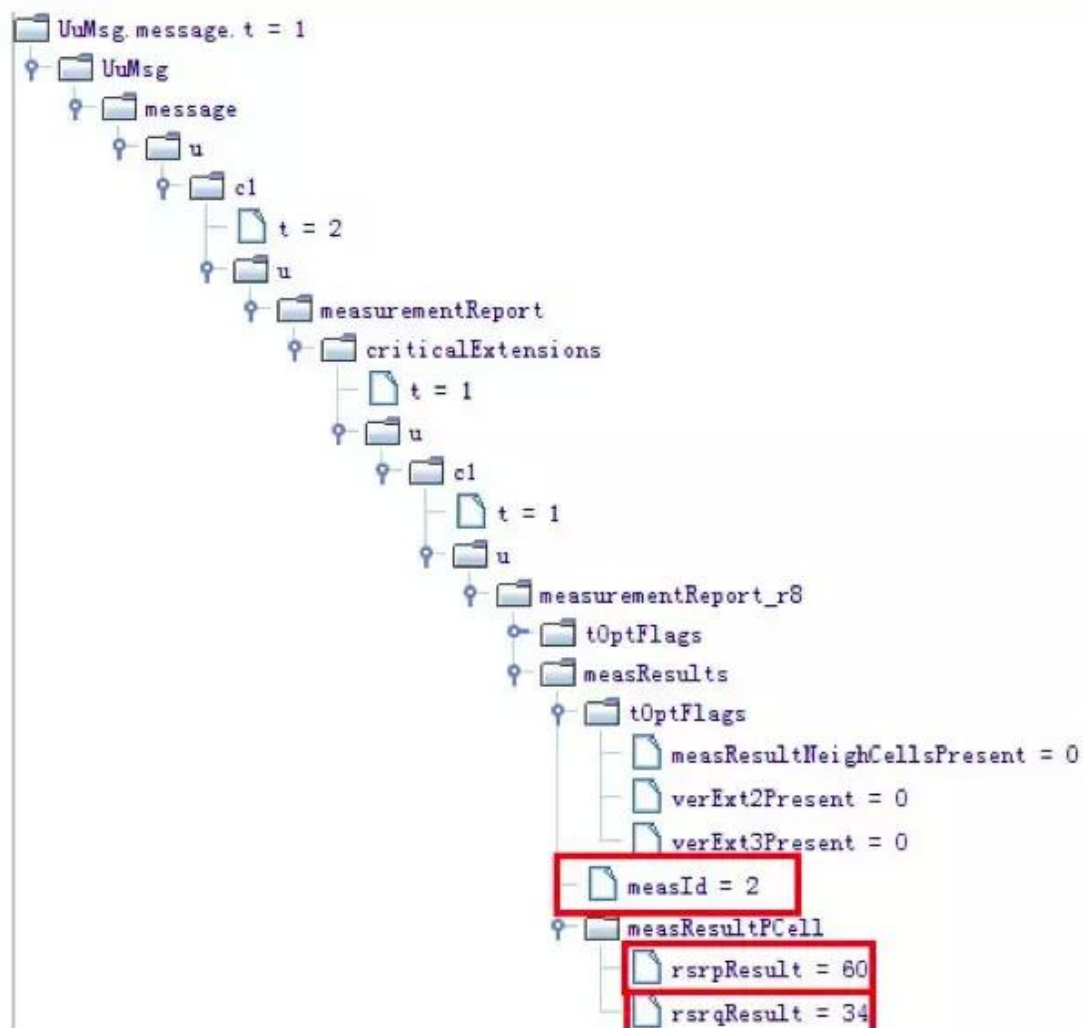 UuMsg.message.t = 1
UuMsg
message
u
c1
t = 2
u
measurementReport
criticalExtensions
t = 1
u
c1
t = 1
u
measurementReport_r8
tOptFlags
measResults
tOptFlags
measResultNeighCellsPresent = 0
verExt2Present = 0
verExt3Present = 0
measId = 2
measResultPCell
rsrpResult = 60
rsrqResult = 34